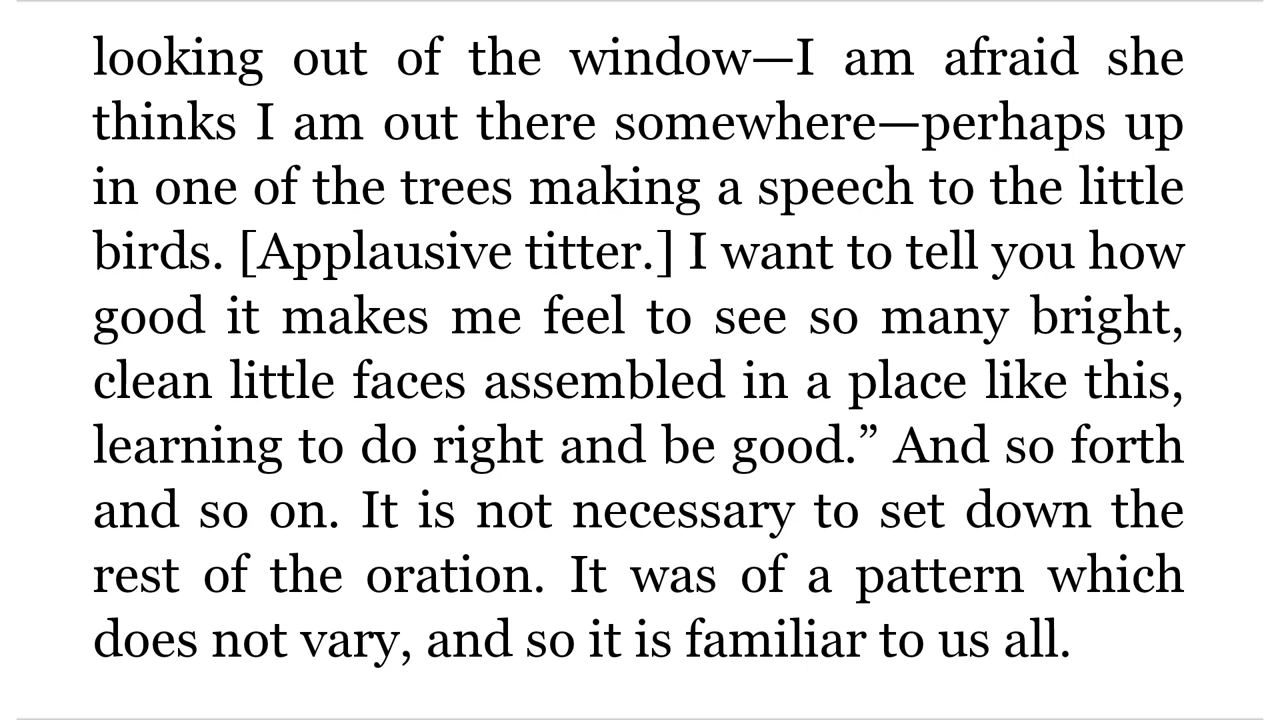 looking out of the window—I am afraid she
thinks I am out there somewhere—perhaps up
in one of the trees making a speech to the little
birds. [Applausive titter.] I want to tell you how
good it makes me feel to see so many bright,
clean little faces assembled in a place like this,
learning to do right and be good.” And so forth
and so on. It is not necessary to set down the
rest of the oration. It was of a pattern which
does not vary, and so it is familiar to us all.